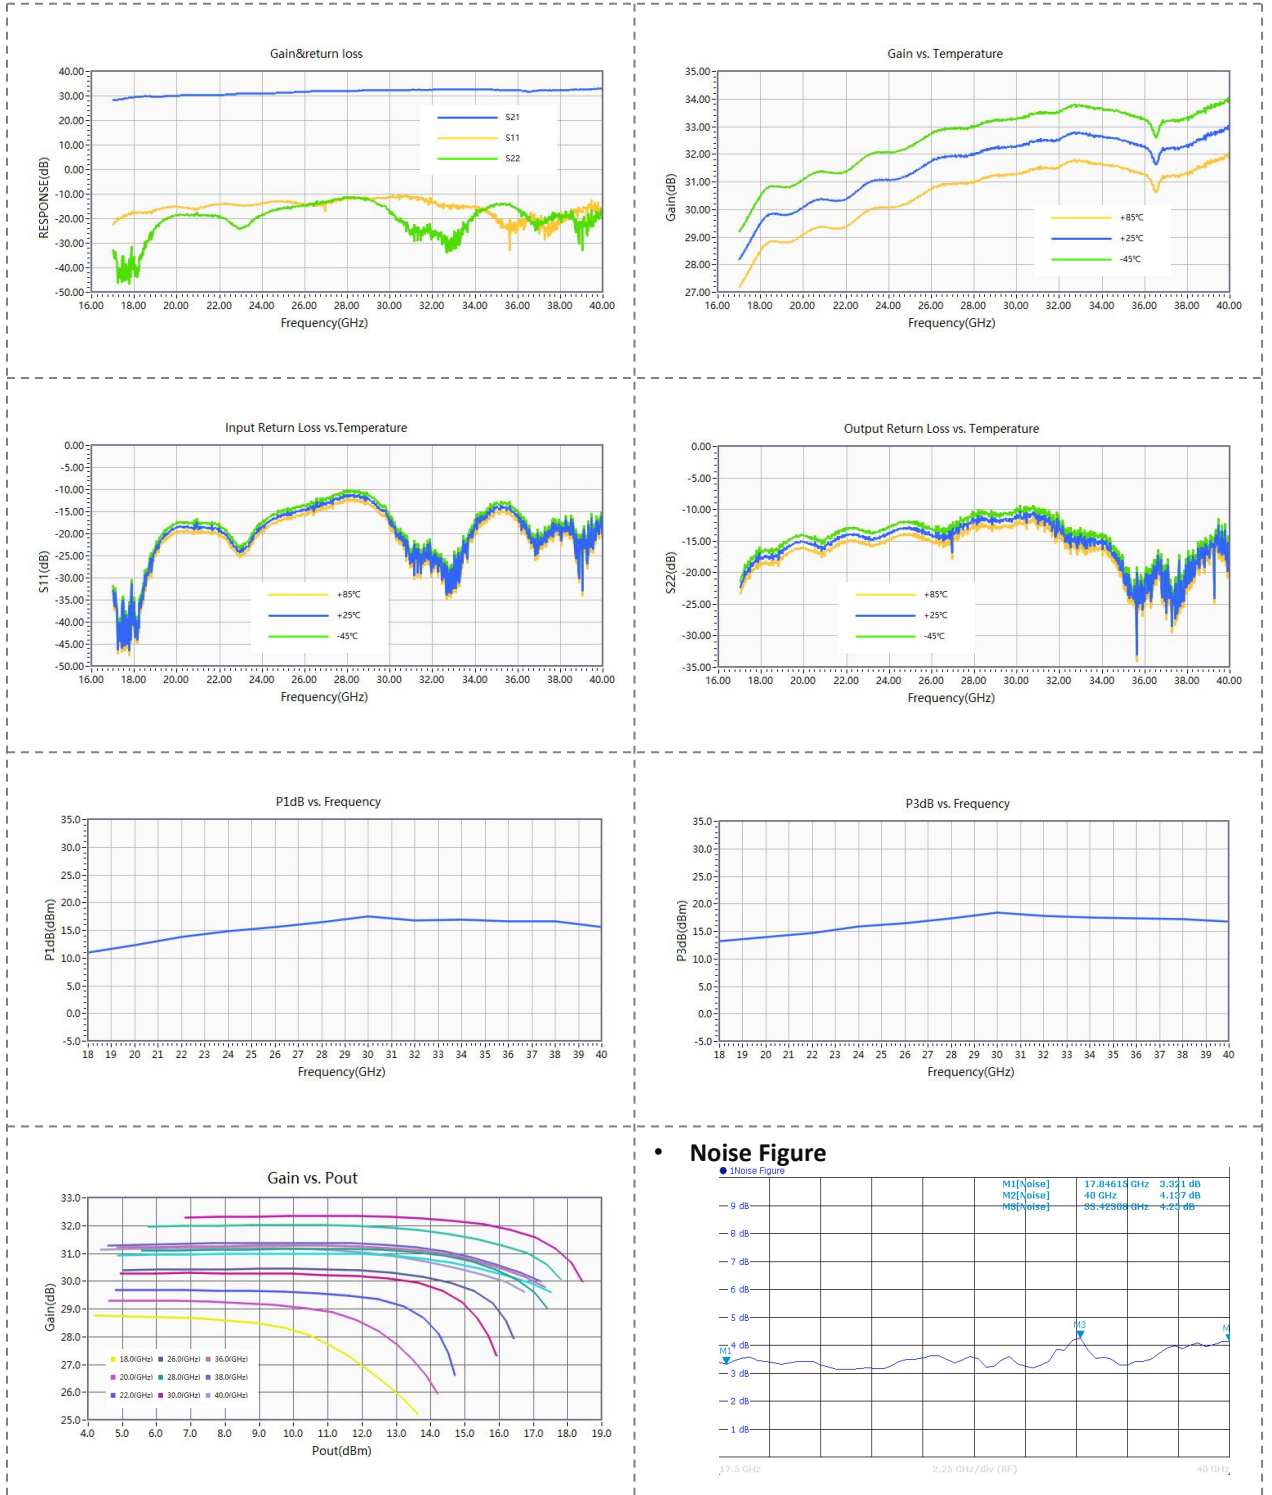 Gain&return loss
RESPONSE(dB)
40.00
30.00
20.00
10.00
0.00
-10.00
-20.00
-30.00
-40.00
-50.00
S21
S11
S22
16.00 18.00 20.00 22.00 24.00 26.00 28.00 30.00 32.00 34.00 36.00 38.00 40.00
Frequency(GHz)
Gain vs. Temperature
Gain(dB)
35.00
34.00
33.00
32.00
31.00
30.00
29.00
28.00
27.00
+85℃
+25℃
-45℃
16.00 18.00 20.00 22.00 24.00 26.00 28.00 30.00 32.00 34.00 36.00 38.00 40.00
Frequency(GHz)
Input Return Loss vs.Temperature
S11(dB)
0.00
-5.00
-10.00
-15.00
-20.00
-25.00
-30.00
-35.00
-40.00
-45.00
-50.00
+85℃
+25℃
-45℃
16.00 18.00 20.00 22.00 24.00 26.00 28.00 30.00 32.00 34.00 36.00 38.00 40.00
Frequency(GHz)
Output Return Loss vs. Temperature
S22(dB)
0.00
-5.00
-10.00
-15.00
-20.00
-25.00
-30.00
-35.00
+85℃
+25℃
-45℃
16.00 18.00 20.00 22.00 24.00 26.00 28.00 30.00 32.00 34.00 36.00 38.00 40.00
Frequency(GHz)
P1dB vs. Frequency
P1dB(dBm)
35.0
30.0
25.0
20.0
15.0
10.0
5.0
0.0
-5.0
18 19 20 21 22 23 24 25 26 27 28 29 30 31 32 33 34 35 36 37 38 39 40
Frequency(GHz)
P3dB vs. Frequency
P3dB(dBm)
35.0
30.0
25.0
20.0
15.0
10.0
5.0
0.0
-5.0
18 19 20 21 22 23 24 25 26 27 28 29 30 31 32 33 34 35 36 37 38 39 40
Frequency(GHz)
Gain vs. Pout
Gain(dB)
33.0
32.0
31.0
30.0
29.0
28.0
27.0
26.0
25.0
18.0(GHz) 26.0(GHz) 36.0(GHz)
20.0(GHz) 28.0(GHz) 38.0(GHz)
22.0(GHz) 30.0(GHz) 40.0(GHz)
4.0 5.0 6.0 7.0 8.0 9.0 10.0 11.0 12.0 13.0 14.0 15.0 16.0 17.0 18.0 19.0
Pout(dBm)
• Noise Figure
1Noise Figure
M1[Noise] 17.84615 GHz 3.321 dB
M2[Noise] 40 GHz 4.137 dB
M3[Noise] 33.42308 GHz 4.25 dB
9 dB
8 dB
7 dB
6 dB
5 dB
4 dB
3 dB
2 dB
1 dB
M1
M3
M
17.5 GHz 2.25 GHz/div (RF) 40 GHz